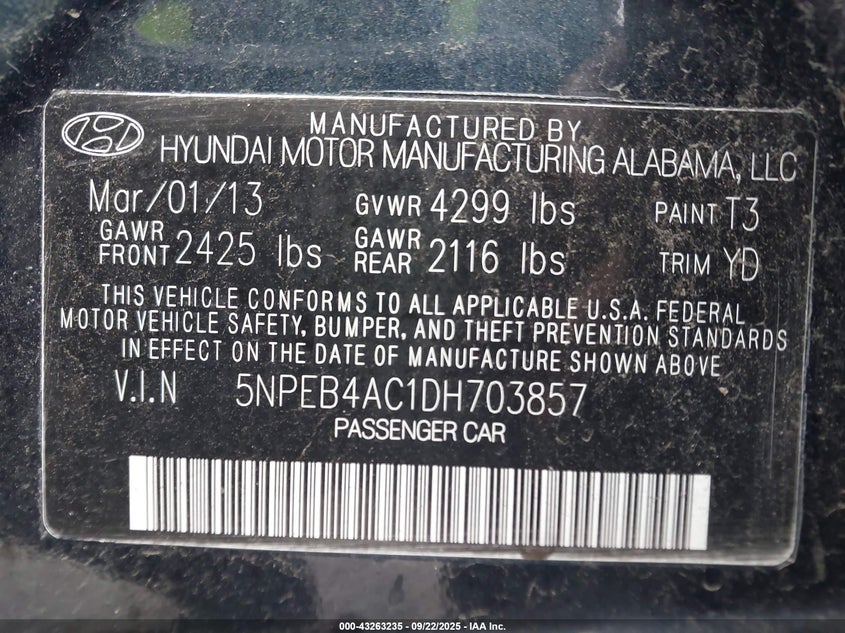 MANUFACTURED BY
HYUNDAI MOTOR MANUFACTURING ALABAMA, LLC
Mar/01/13 GVWR 4299 lbs PAINT T3
GAWR FRONT 2425 lbs GAWR REAR 2116 lbs TRIM YD
THIS VEHICLE CONFORMS TO ALL APPLICABLE U.S.A. FEDERAL
MOTOR VEHICLE SAFETY, BUMPER, AND THEFT PREVENTION STANDARDS
IN EFFECT ON THE DATE OF MANUFACTURE SHOWN ABOVE
V.I.N 5NPEB4AC1DH703857
PASSENGER CAR
000-43263235 - 09/22/2025 - IAA Inc.